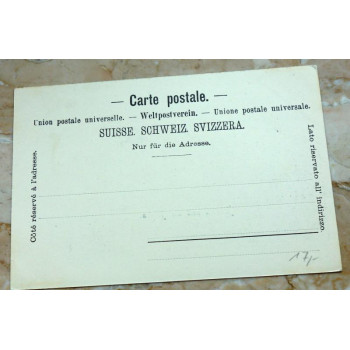 — Carte postale. —
Union postale universelle. — Weltpostverein. — Unione postale universale.
SUISSE. SCHWEIZ. SVIZZERA.
Nur für die Adresse.
Côté réservé à l'adresse.
Lato riservato all' indirizzo.
17/-